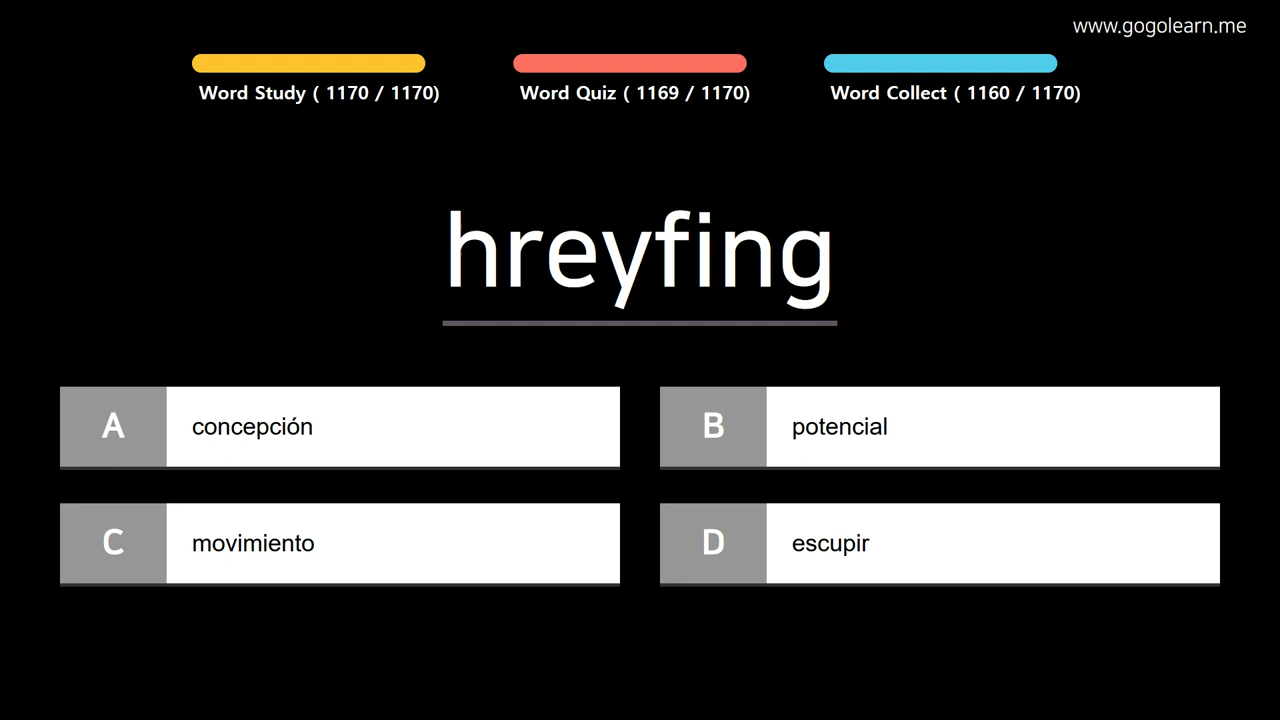 www.gogolearn.me
Word Study ( 1170 / 1170)
Word Quiz ( 1169 / 1170)
Word Collect ( 1160 / 1170)
hreyfing
A concepción
B potencial
C movimiento
D escupir